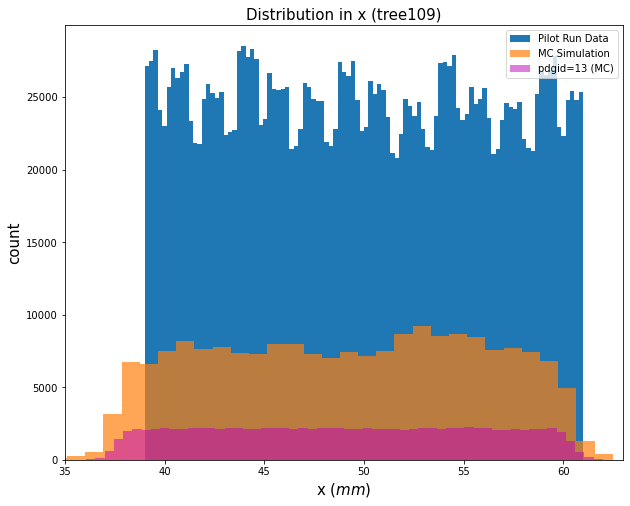 Distribution in x (tree109)
Pilot Run Data
MC Simulation
pdgid=13 (MC)
count
25000
20000
15000
10000
5000
0
35
40
45
50
55
60
x (mm)